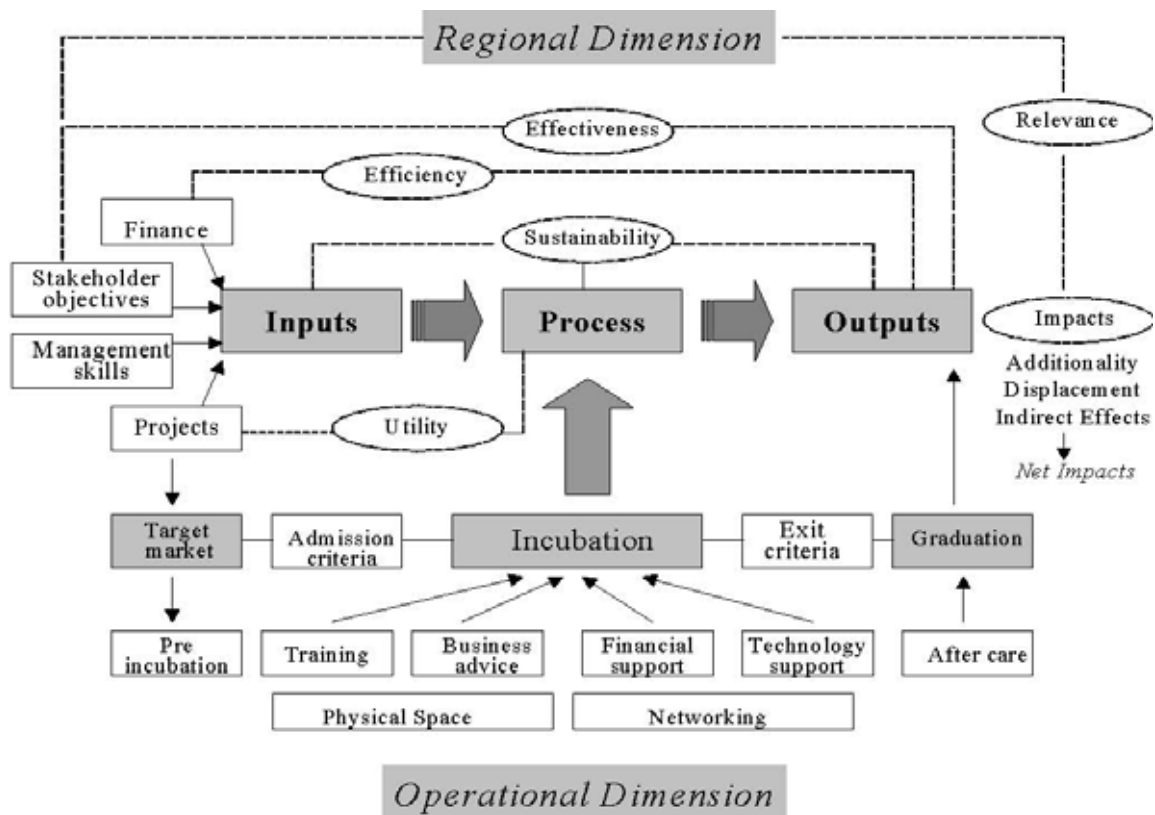 Regional Dimension
Relevance
Effectiveness
Efficiency
Finance
Sustainability
Stakeholder
objectives
Inputs
Process
Outputs
Impacts
Management
skills
Additionality
Displacement
Indirect Effects
Projects
Utility
Net Impacts
Target
market
Admission
criteria
Incubation
Exit
criteria
Graduation
Pre
incubation
Training
Business
advice
Financial
support
Technology
support
After care
Physical Space
Networking
Operational Dimension